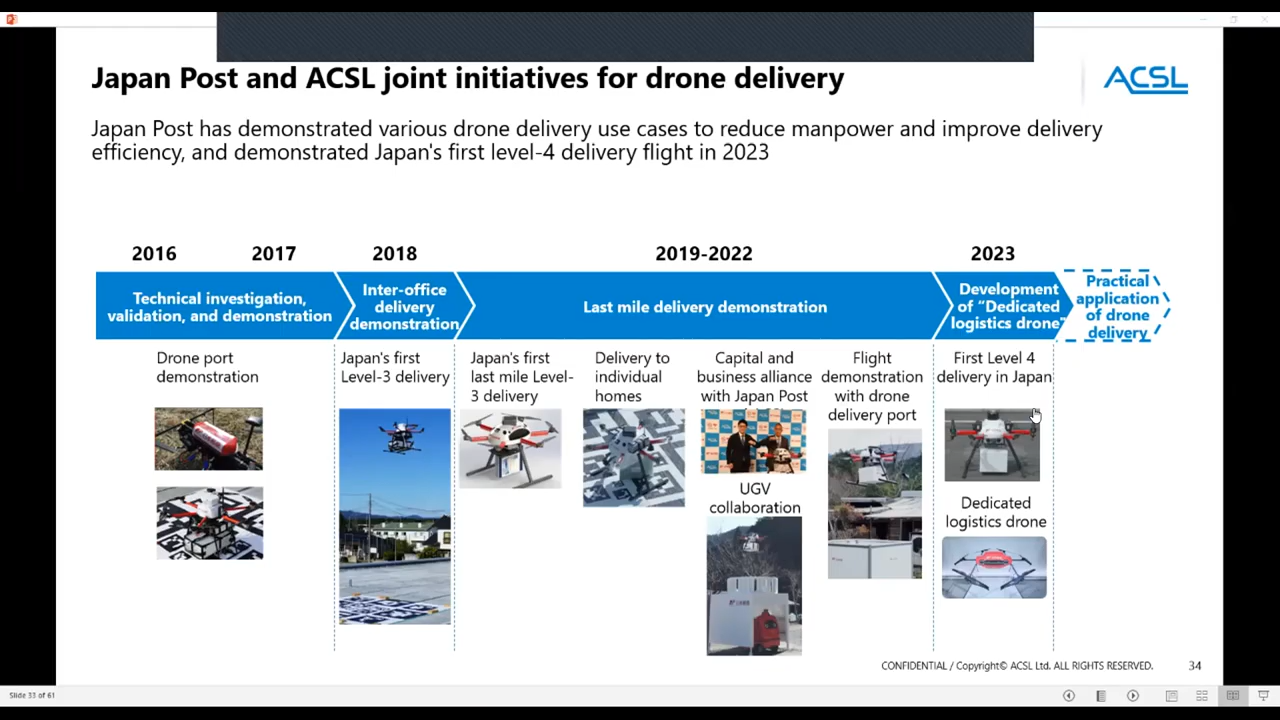 Japan Post and ACSL joint initiatives for drone delivery
ACSL
Japan Post has demonstrated various drone delivery use cases to reduce manpower and improve delivery
efficiency, and demonstrated Japan's first level-4 delivery flight in 2023
2016
2017
2018
2019-2022
2023
Technical investigation,
validation, and demonstration
Inter-office
delivery
demonstration
Last mile delivery demonstration
Development
of "Dedicated
logistics drone"
Practical
application
of drone
delivery
Drone port
demonstration
Japan's first
Level-3 delivery
Japan's first
last mile Level-
3 delivery
Delivery to
individual
homes
Capital and
business alliance
with Japan Post
UGV
collaboration
Flight
demonstration
with drone
delivery port
First Level 4
delivery in Japan
Dedicated
logistics drone
CONFIDENTIAL / Copyright© ACSL Ltd. ALL RIGHTS RESERVED.
34
Slide 33 of 61